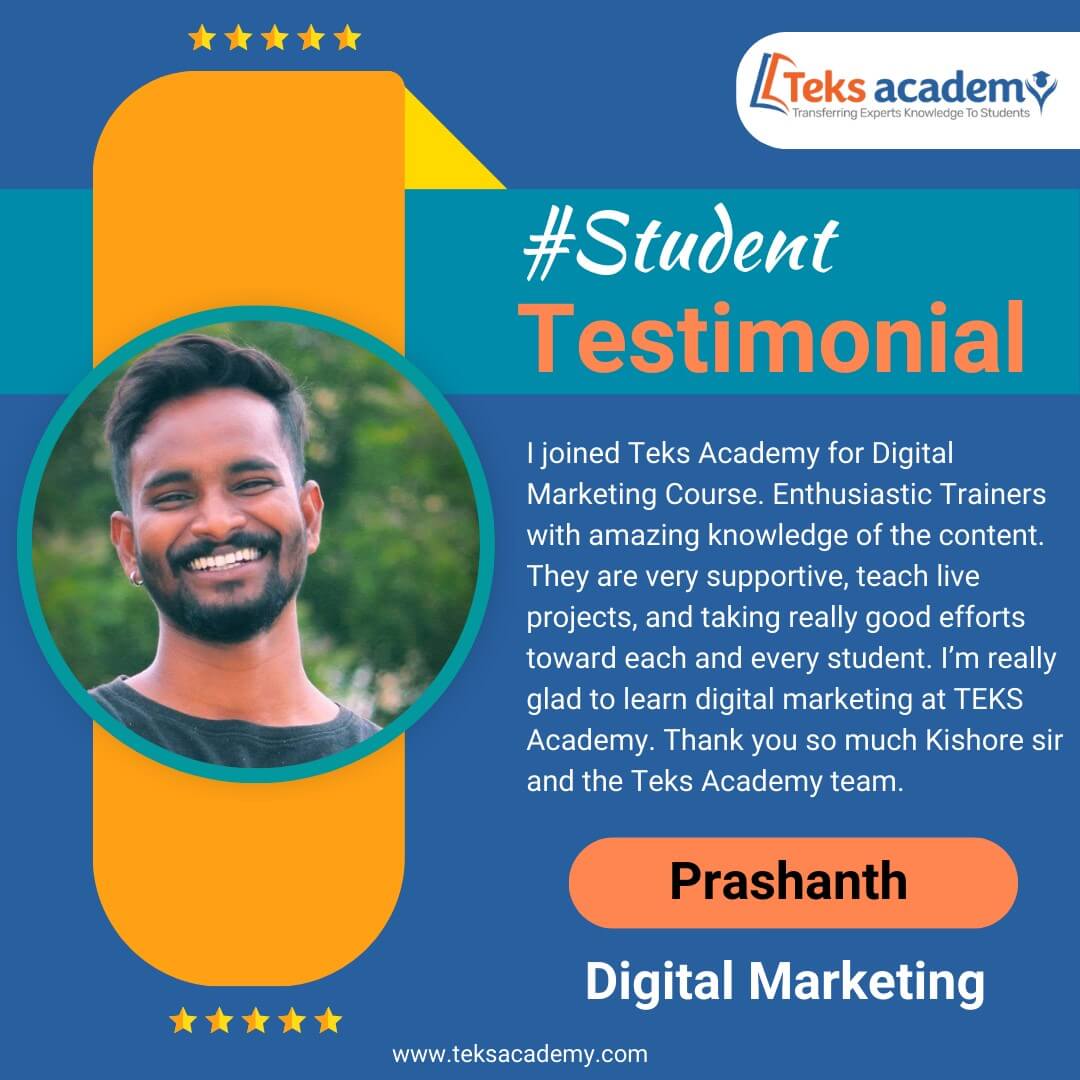 Teks academy
Transferring Experts Knowledge To Students
#Student
Testimonial
I joined Teks Academy for Digital
Marketing Course. Enthusiastic Trainers
with amazing knowledge of the content.
They are very supportive, teach live
projects, and taking really good efforts
toward each and every student. I’m really
glad to learn digital marketing at TEKS
Academy. Thank you so much Kishore sir
and the Teks Academy team.
Prashanth
Digital Marketing
www.teksacademy.com